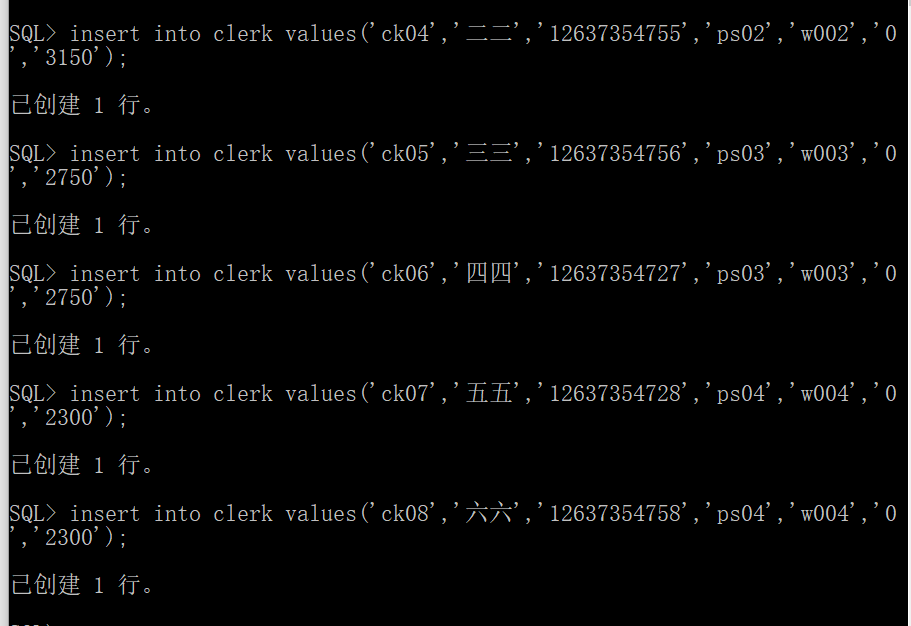 SQL> insert into clerk values('ck04','二二','12637354755','ps02','w002','0
','3150');
已创建 1 行。
SQL> insert into clerk values('ck05','三三','12637354756','ps03','w003','0
','2750');
已创建 1 行。
SQL> insert into clerk values('ck06','四四','12637354727','ps03','w003','0
','2750');
已创建 1 行。
SQL> insert into clerk values('ck07','五五','12637354728','ps04','w004','0
','2300');
已创建 1 行。
SQL> insert into clerk values('ck08','六六','12637354758','ps04','w004','0
','2300');
已创建 1 行。